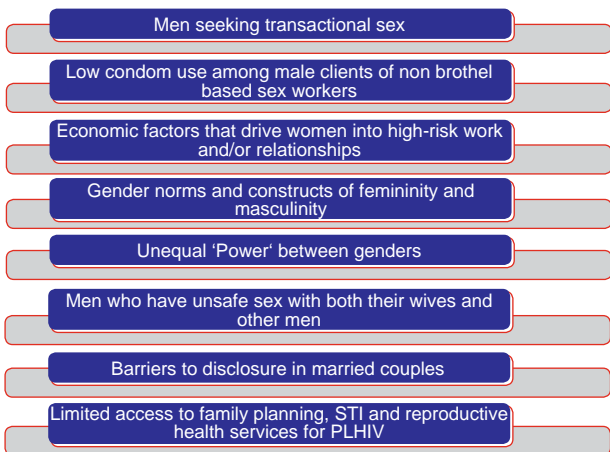 Men seeking transactional sex
Low condom use among male clients of non brothel
based sex workers
Economic factors that drive women into high-risk work
and/or relationships
Gender norms and constructs of femininity and
masculinity
Unequal ‘Power‘ between genders
Men who have unsafe sex with both their wives and
other men
Barriers to disclosure in married couples
Limited access to family planning, STI and reproductive
health services for PLHIV